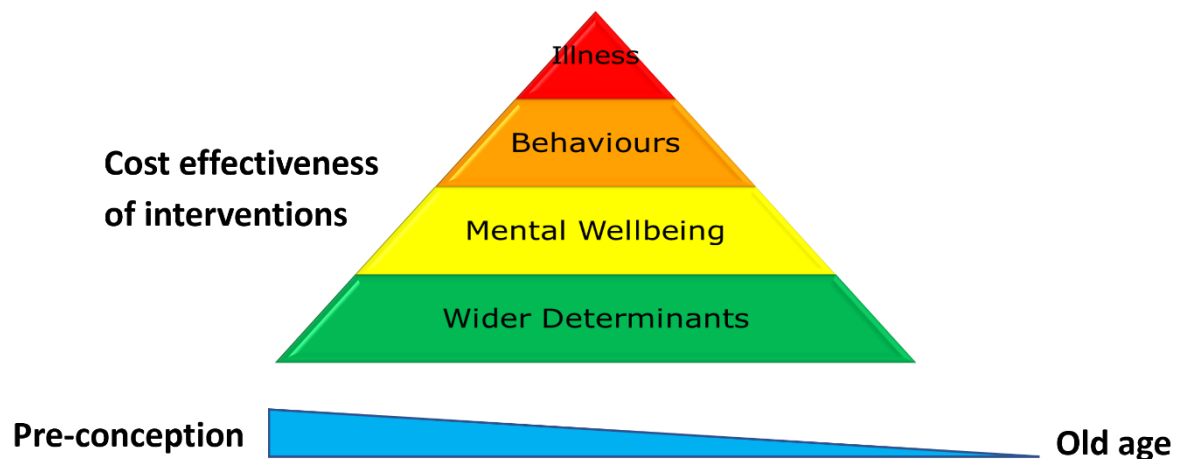 Illness
Behaviours
Cost effectiveness
of interventions
Mental Wellbeing
Wider Determinants
Pre-conception
Old age